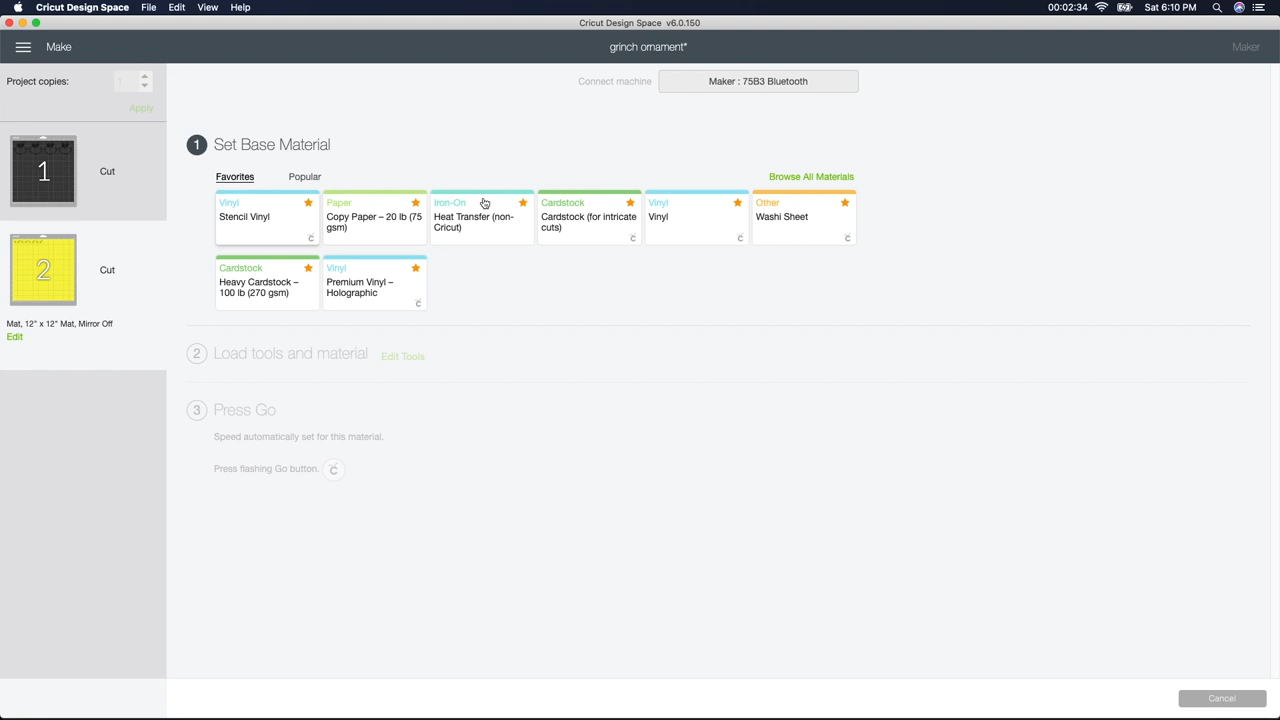 Cricut Design Space File Edit View Help 00:02:34 Sat 6:10 PM
Cricut Design Space v6.0.150
Make grinch ornament* Maker
Project copies: 1
Apply
Connect machine Maker : 75B3 Bluetooth
1 Cut
2 Cut
Mat, 12" x 12" Mat, Mirror Off
Edit
1 Set Base Material
Favorites Popular Browse All Materials
Vinyl
Stencil Vinyl
Paper
Copy Paper – 20 lb (75
gsm)
Iron-On
Heat Transfer (non-
Cricut)
Cardstock
Cardstock (for intricate
cuts)
Vinyl
Vinyl
Other
Washi Sheet
Cardstock
Heavy Cardstock –
100 lb (270 gsm)
Vinyl
Premium Vinyl –
Holographic
2 Load tools and material Edit Tools
3 Press Go
Speed automatically set for this material.
Press flashing Go button.
Cancel